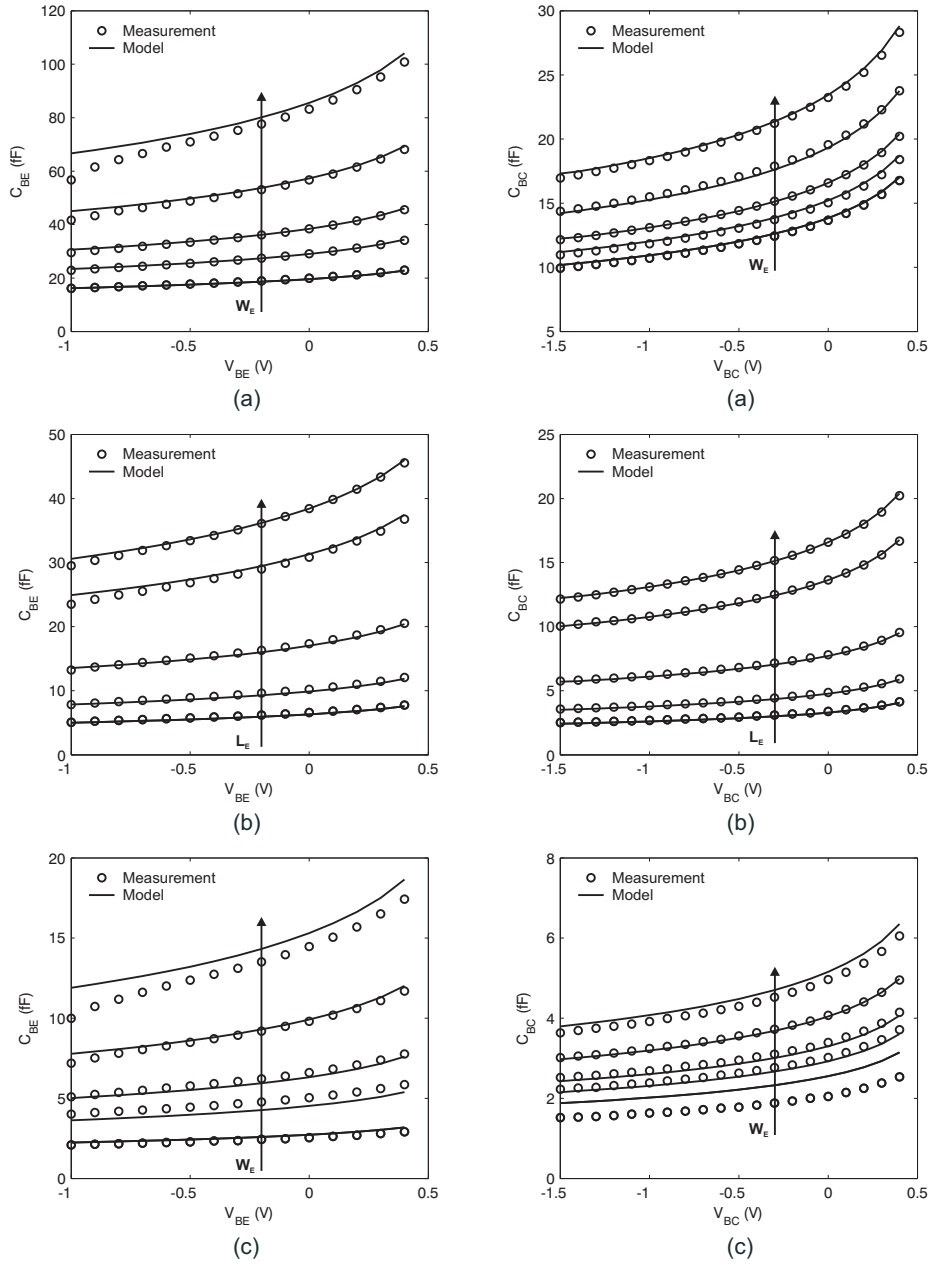 120
100
80
60
40
20
0
C_BE (fF)
Measurement
Model
W_E
-1
-0.5
0
0.5
V_BE (V)
(a)
30
25
20
15
10
5
C_BC (fF)
Measurement
Model
W_E
-1.5
-1
-0.5
0
0.5
V_BC (V)
(a)
50
40
30
20
10
0
C_BE (fF)
Measurement
Model
L_E
-1
-0.5
0
0.5
V_BE (V)
(b)
25
20
15
10
5
0
C_BC (fF)
Measurement
Model
L_E
-1.5
-1
-0.5
0
0.5
V_BC (V)
(b)
20
15
10
5
0
C_BE (fF)
Measurement
Model
W_E
-1
-0.5
0
0.5
V_BE (V)
(c)
8
6
4
2
0
C_BC (fF)
Measurement
Model
W_E
-1.5
-1
-0.5
0
0.5
V_BC (V)
(c)